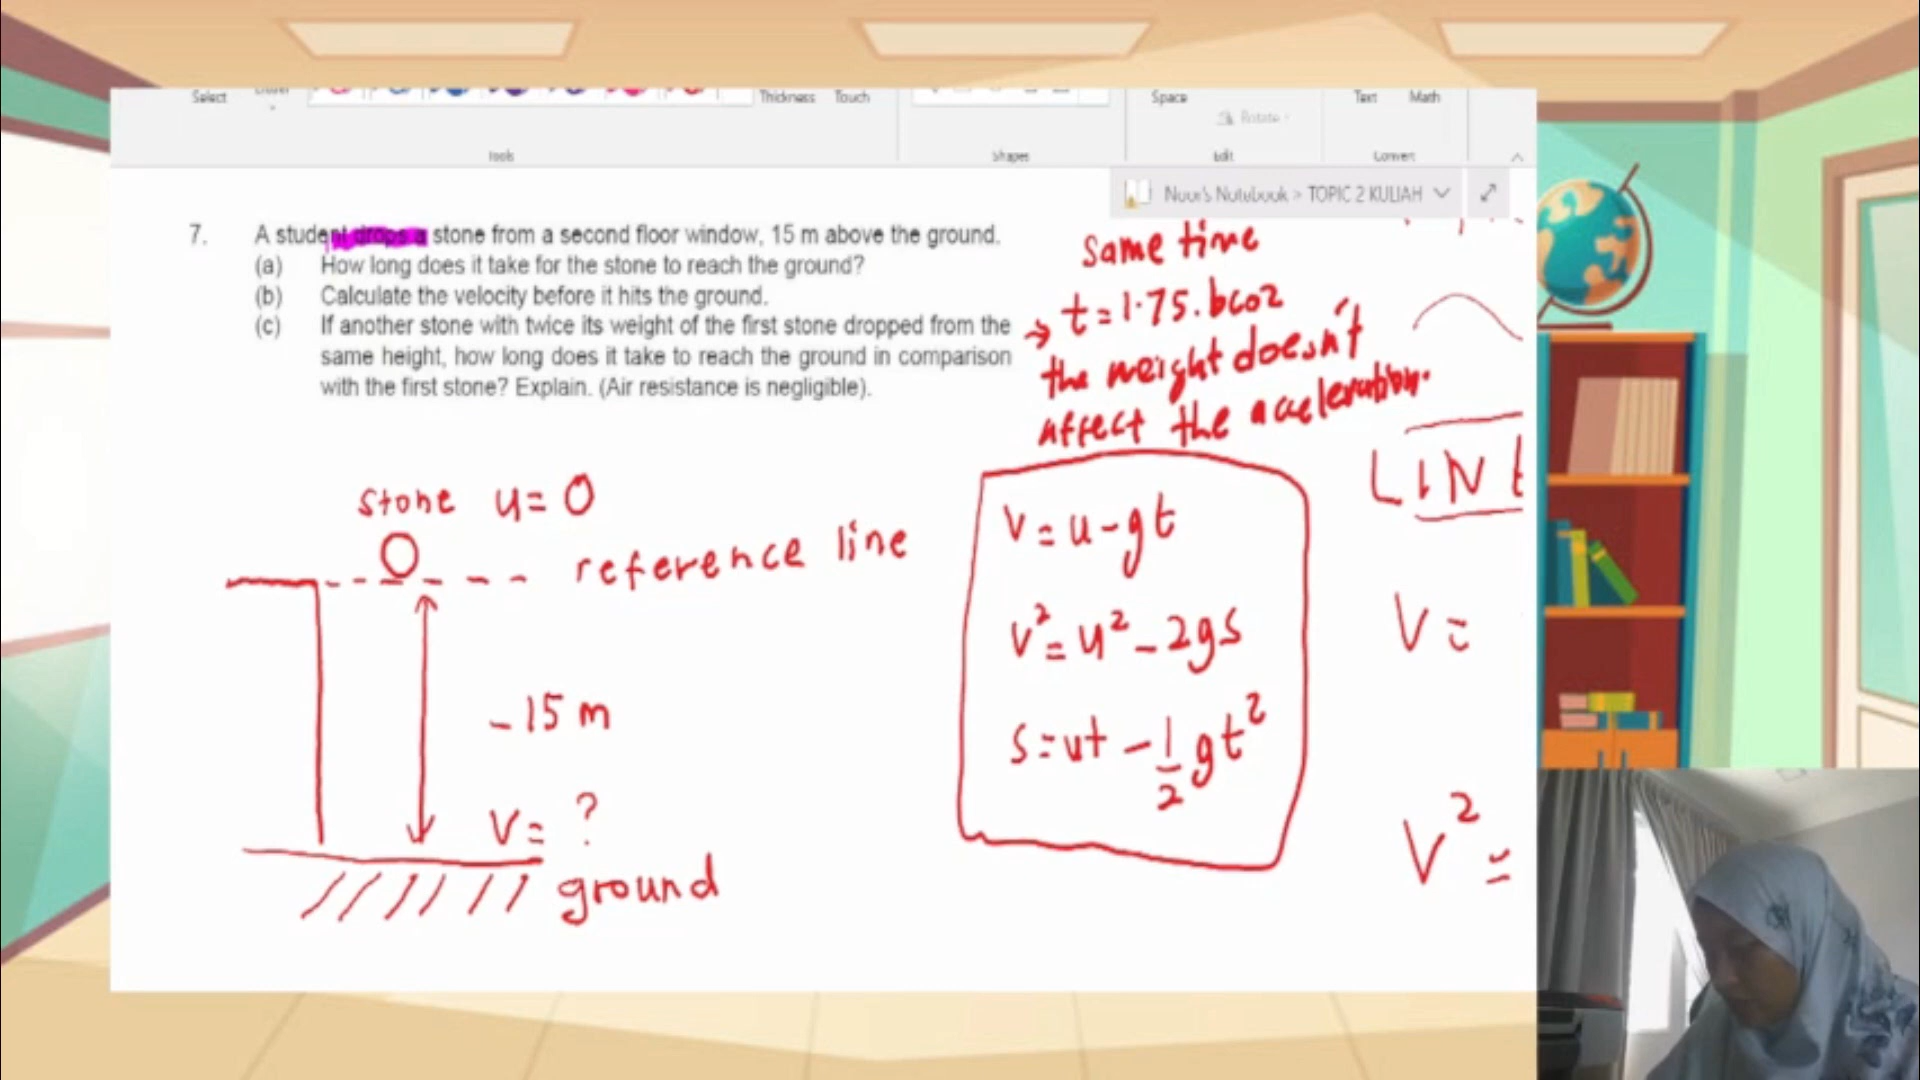 Select
Thickness
Touch
Space
Text
Math
Rotate
Tools
Shapes
Edit
Convert
Noor's Notebook > TOPIC 2 KULIAH
7. A student drops a stone from a second floor window, 15 m above the ground.
(a) How long does it take for the stone to reach the ground?
(b) Calculate the velocity before it hits the ground.
(c) If another stone with twice its weight of the first stone dropped from the
same height, how long does it take to reach the ground in comparison
with the first stone? Explain. (Air resistance is negligible).
same time
→ t = 1.75. bcoz
the weight doesn't
affect the acceleration.
stone u = 0
reference line
- 15 m
V = ?
ground
V = u - gt
V² = u² - 2gs
S = ut - 1/2 gt²
LINE
V =
V² =